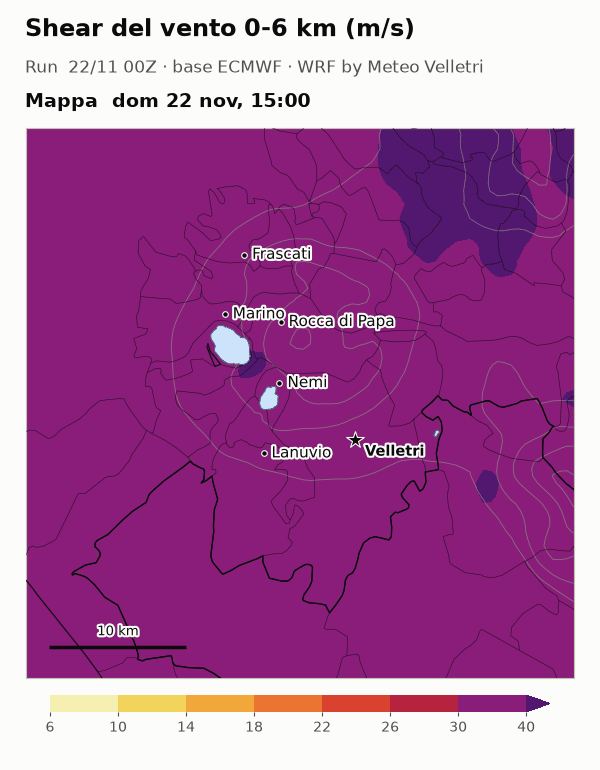 Shear del vento 0-6 km (m/s)
Run  22/11 00Z · base ECMWF · WRF by Meteo Velletri
Mappa  dom 22 nov, 15:00
Frascati
Marino
Rocca di Papa
Nemi
Velletri
Lanuvio
10 km
6 10 14 18 22 26 30 40